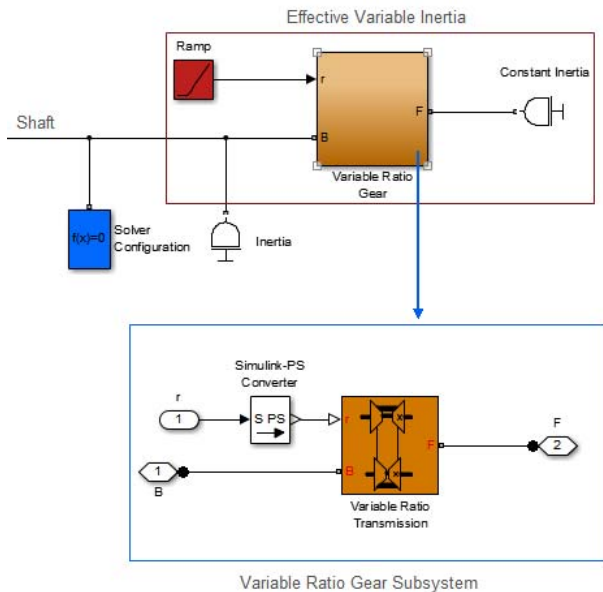 Effective Variable Inertia
Ramp
r
Constant Inertia
F
Shaft
B
Variable Ratio
Gear
f(x)=0
Solver
Configuration
Inertia
Simulink-PS
Converter
r
1
S PS
r
F
F
2
1
B
B
Variable Ratio
Transmission
Variable Ratio Gear Subsystem